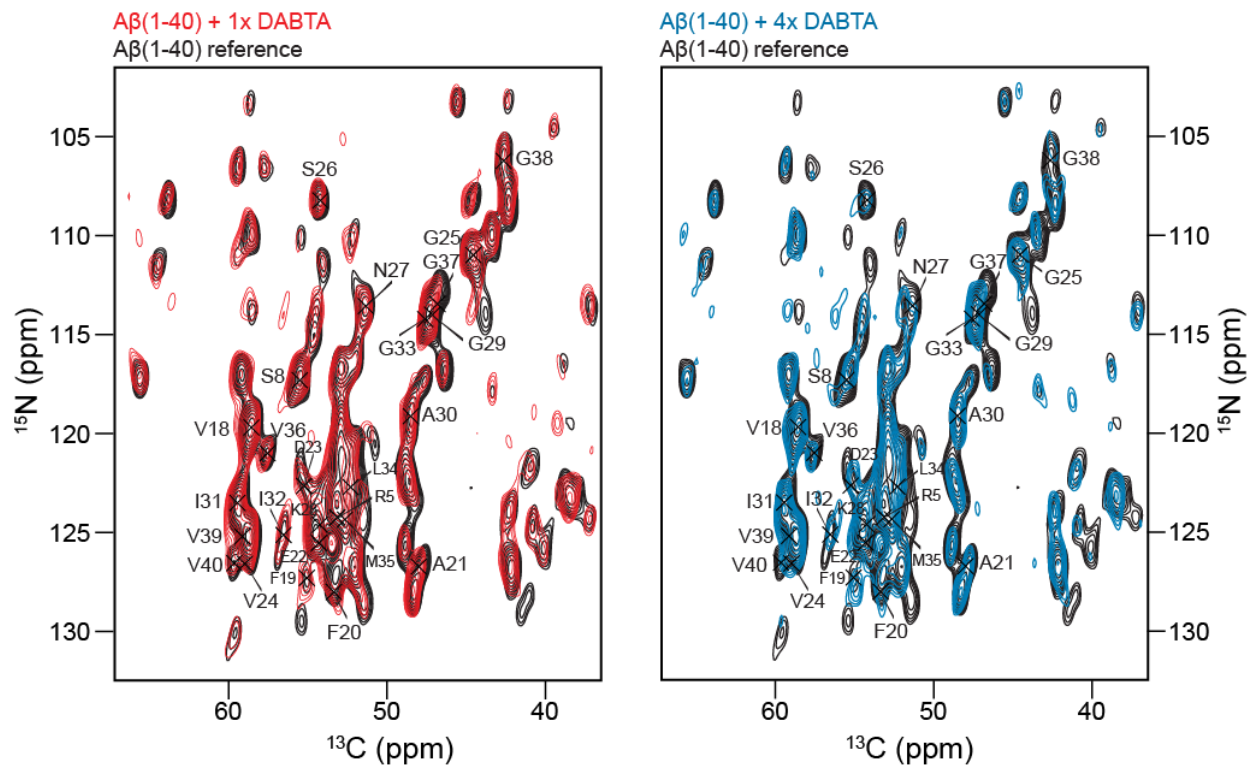 Aβ(1-40) + 1x DABTA
Aβ(1-40) reference
105
110
115
120
125
130
¹⁵N (ppm)
60
50
40
¹³C (ppm)
G38
S26
G25
N27
G37
G33
G29
S8
A30
V18
V36
D23
L34
I31
I32
K28
R5
V39
E22
M35
V40
F19
A21
V24
F20
Aβ(1-40) + 4x DABTA
Aβ(1-40) reference
G38
S26
N27
G37
G25
G33
G29
S8
A30
V18
V36
D23
L34
I31
I32
K28
R5
V39
E22
M35
V40
F19
A21
V24
F20
60
50
40
¹³C (ppm)
105
110
115
120
125
130
¹⁵N (ppm)